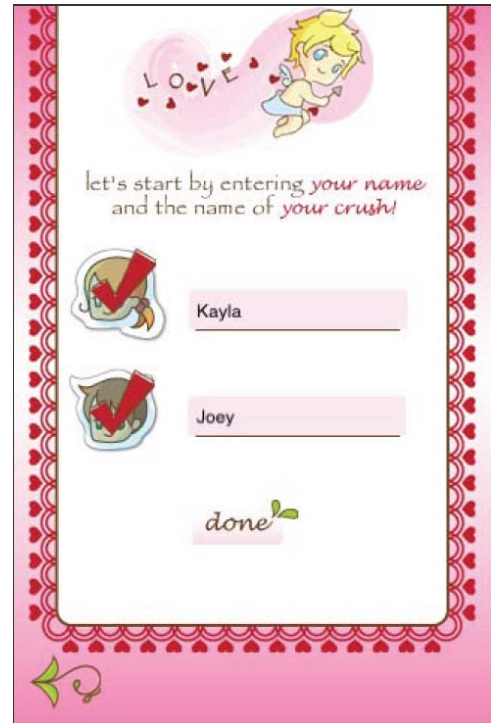 LOVE
let's start by entering your name
and the name of your crush!
Kayla
Joey
done